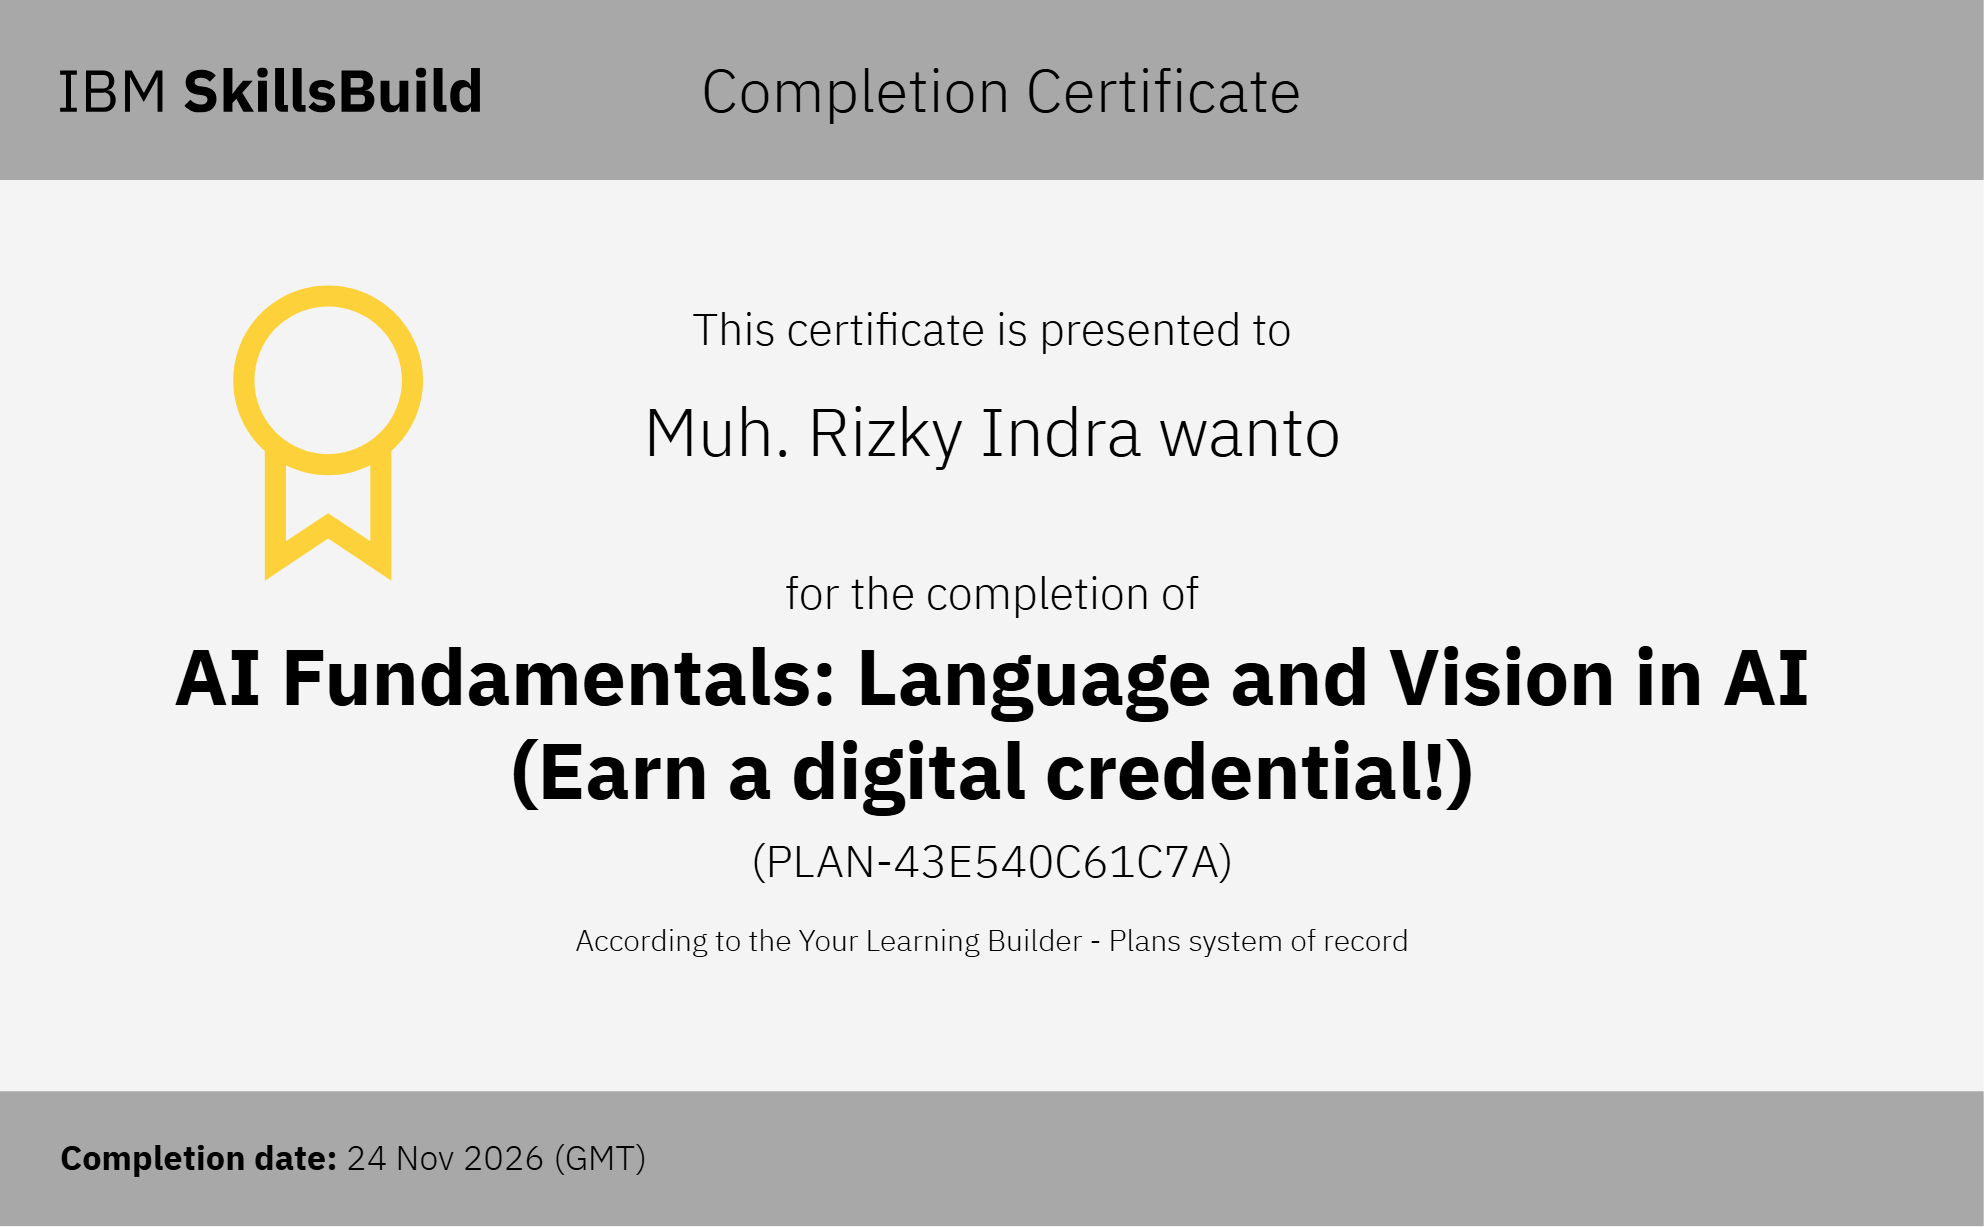 IBM SkillsBuild
Completion Certificate
This certificate is presented to
Muh. Rizky Indra wanto
for the completion of
AI Fundamentals: Language and Vision in AI
(Earn a digital credential!)
(PLAN-43E540C61C7A)
According to the Your Learning Builder - Plans system of record
Completion date: 24 Nov 2026 (GMT)